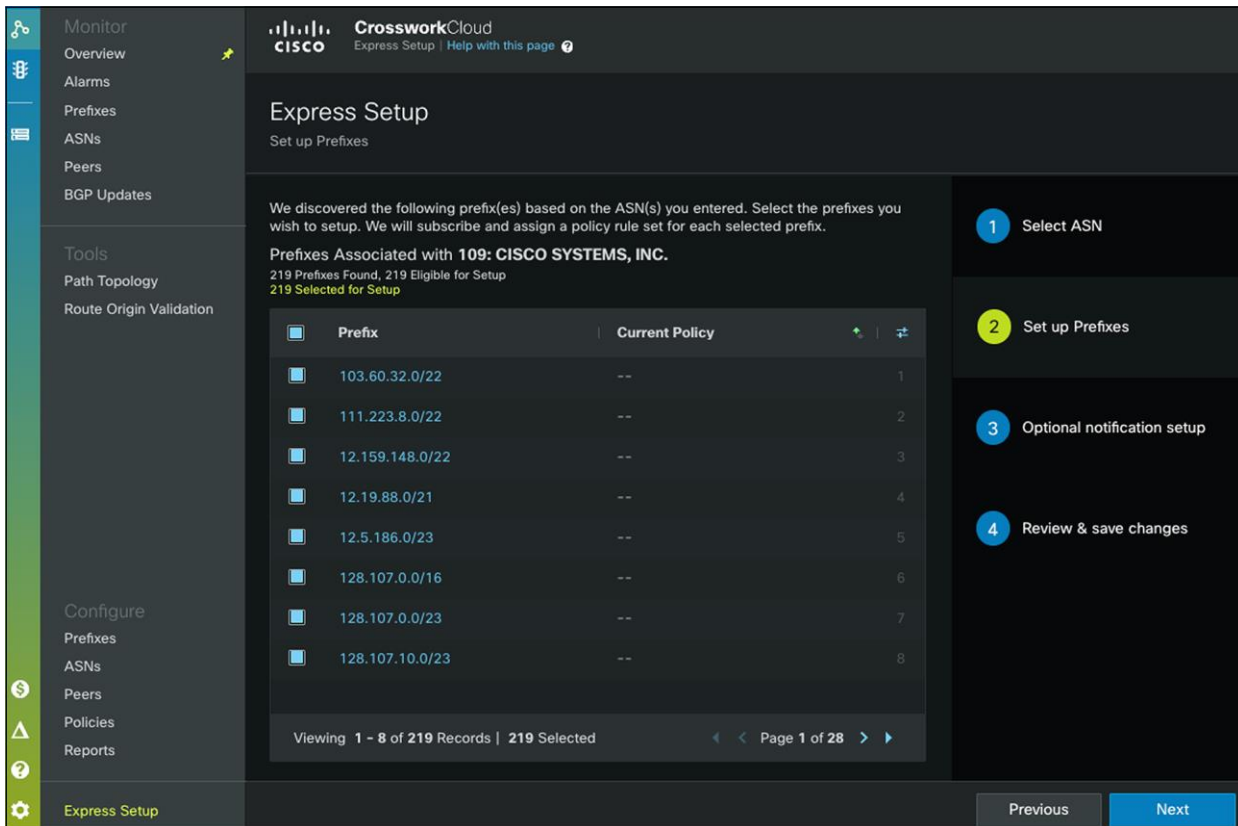 Monitor
Overview
Alarms
Prefixes
ASNs
Peers
BGP Updates
Tools
Path Topology
Route Origin Validation
Configure
Prefixes
ASNs
Peers
Policies
Reports
Express Setup
CISCO
CrossworkCloud
Express Setup | Help with this page ?
Express Setup
Set up Prefixes
We discovered the following prefix(es) based on the ASN(s) you entered. Select the prefixes you
wish to setup. We will subscribe and assign a policy rule set for each selected prefix.
Prefixes Associated with 109: CISCO SYSTEMS, INC.
219 Prefixes Found, 219 Eligible for Setup
219 Selected for Setup
Prefix | Current Policy
103.60.32.0/22 -- 1
111.223.8.0/22 -- 2
12.159.148.0/22 -- 3
12.19.88.0/21 -- 4
12.5.186.0/23 -- 5
128.107.0.0/16 -- 6
128.107.0.0/23 -- 7
128.107.10.0/23 -- 8
Viewing 1 - 8 of 219 Records | 219 Selected Page 1 of 28
1 Select ASN
2 Set up Prefixes
3 Optional notification setup
4 Review & save changes
Previous Next